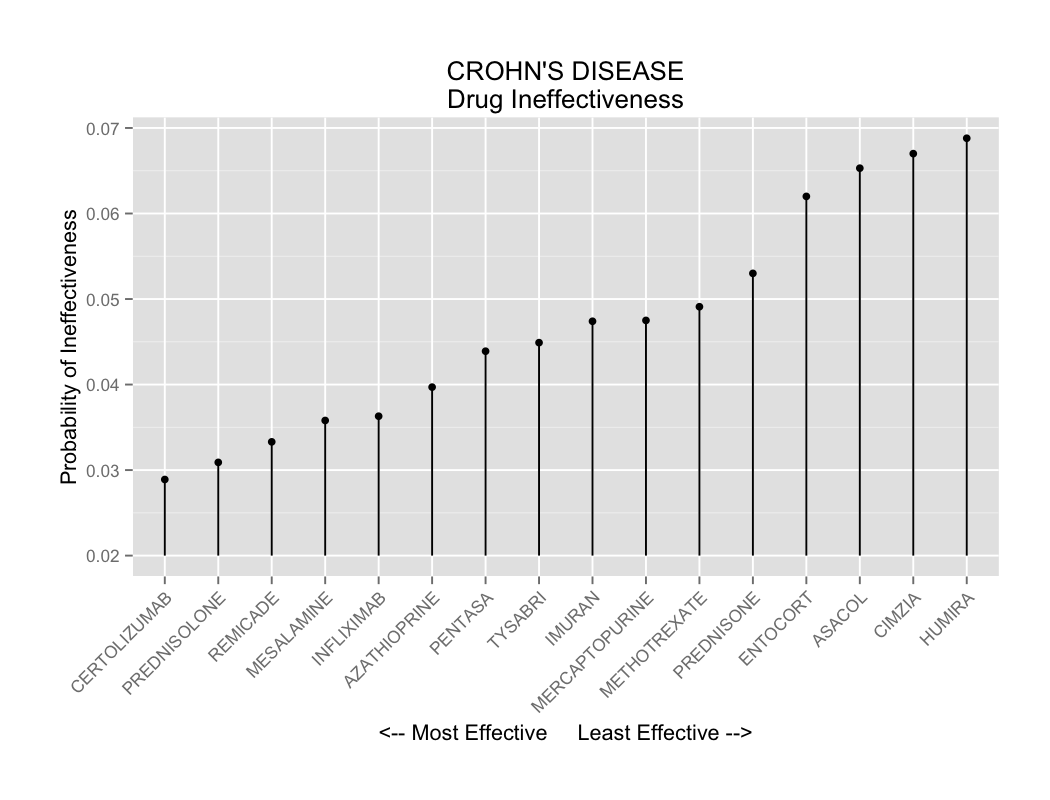 CROHN'S DISEASE
Drug Ineffectiveness
Probability of Ineffectiveness
0.07
0.06
0.05
0.04
0.03
0.02
CERTOLIZUMAB
PREDNISOLONE
REMICADE
MESALAMINE
INFLIXIMAB
AZATHIOPRINE
PENTASA
TYSABRI
IMURAN
MERCAPTOPURINE
METHOTREXATE
PREDNISONE
ENTOCORT
ASACOL
CIMZIA
HUMIRA
<-- Most Effective     Least Effective -->